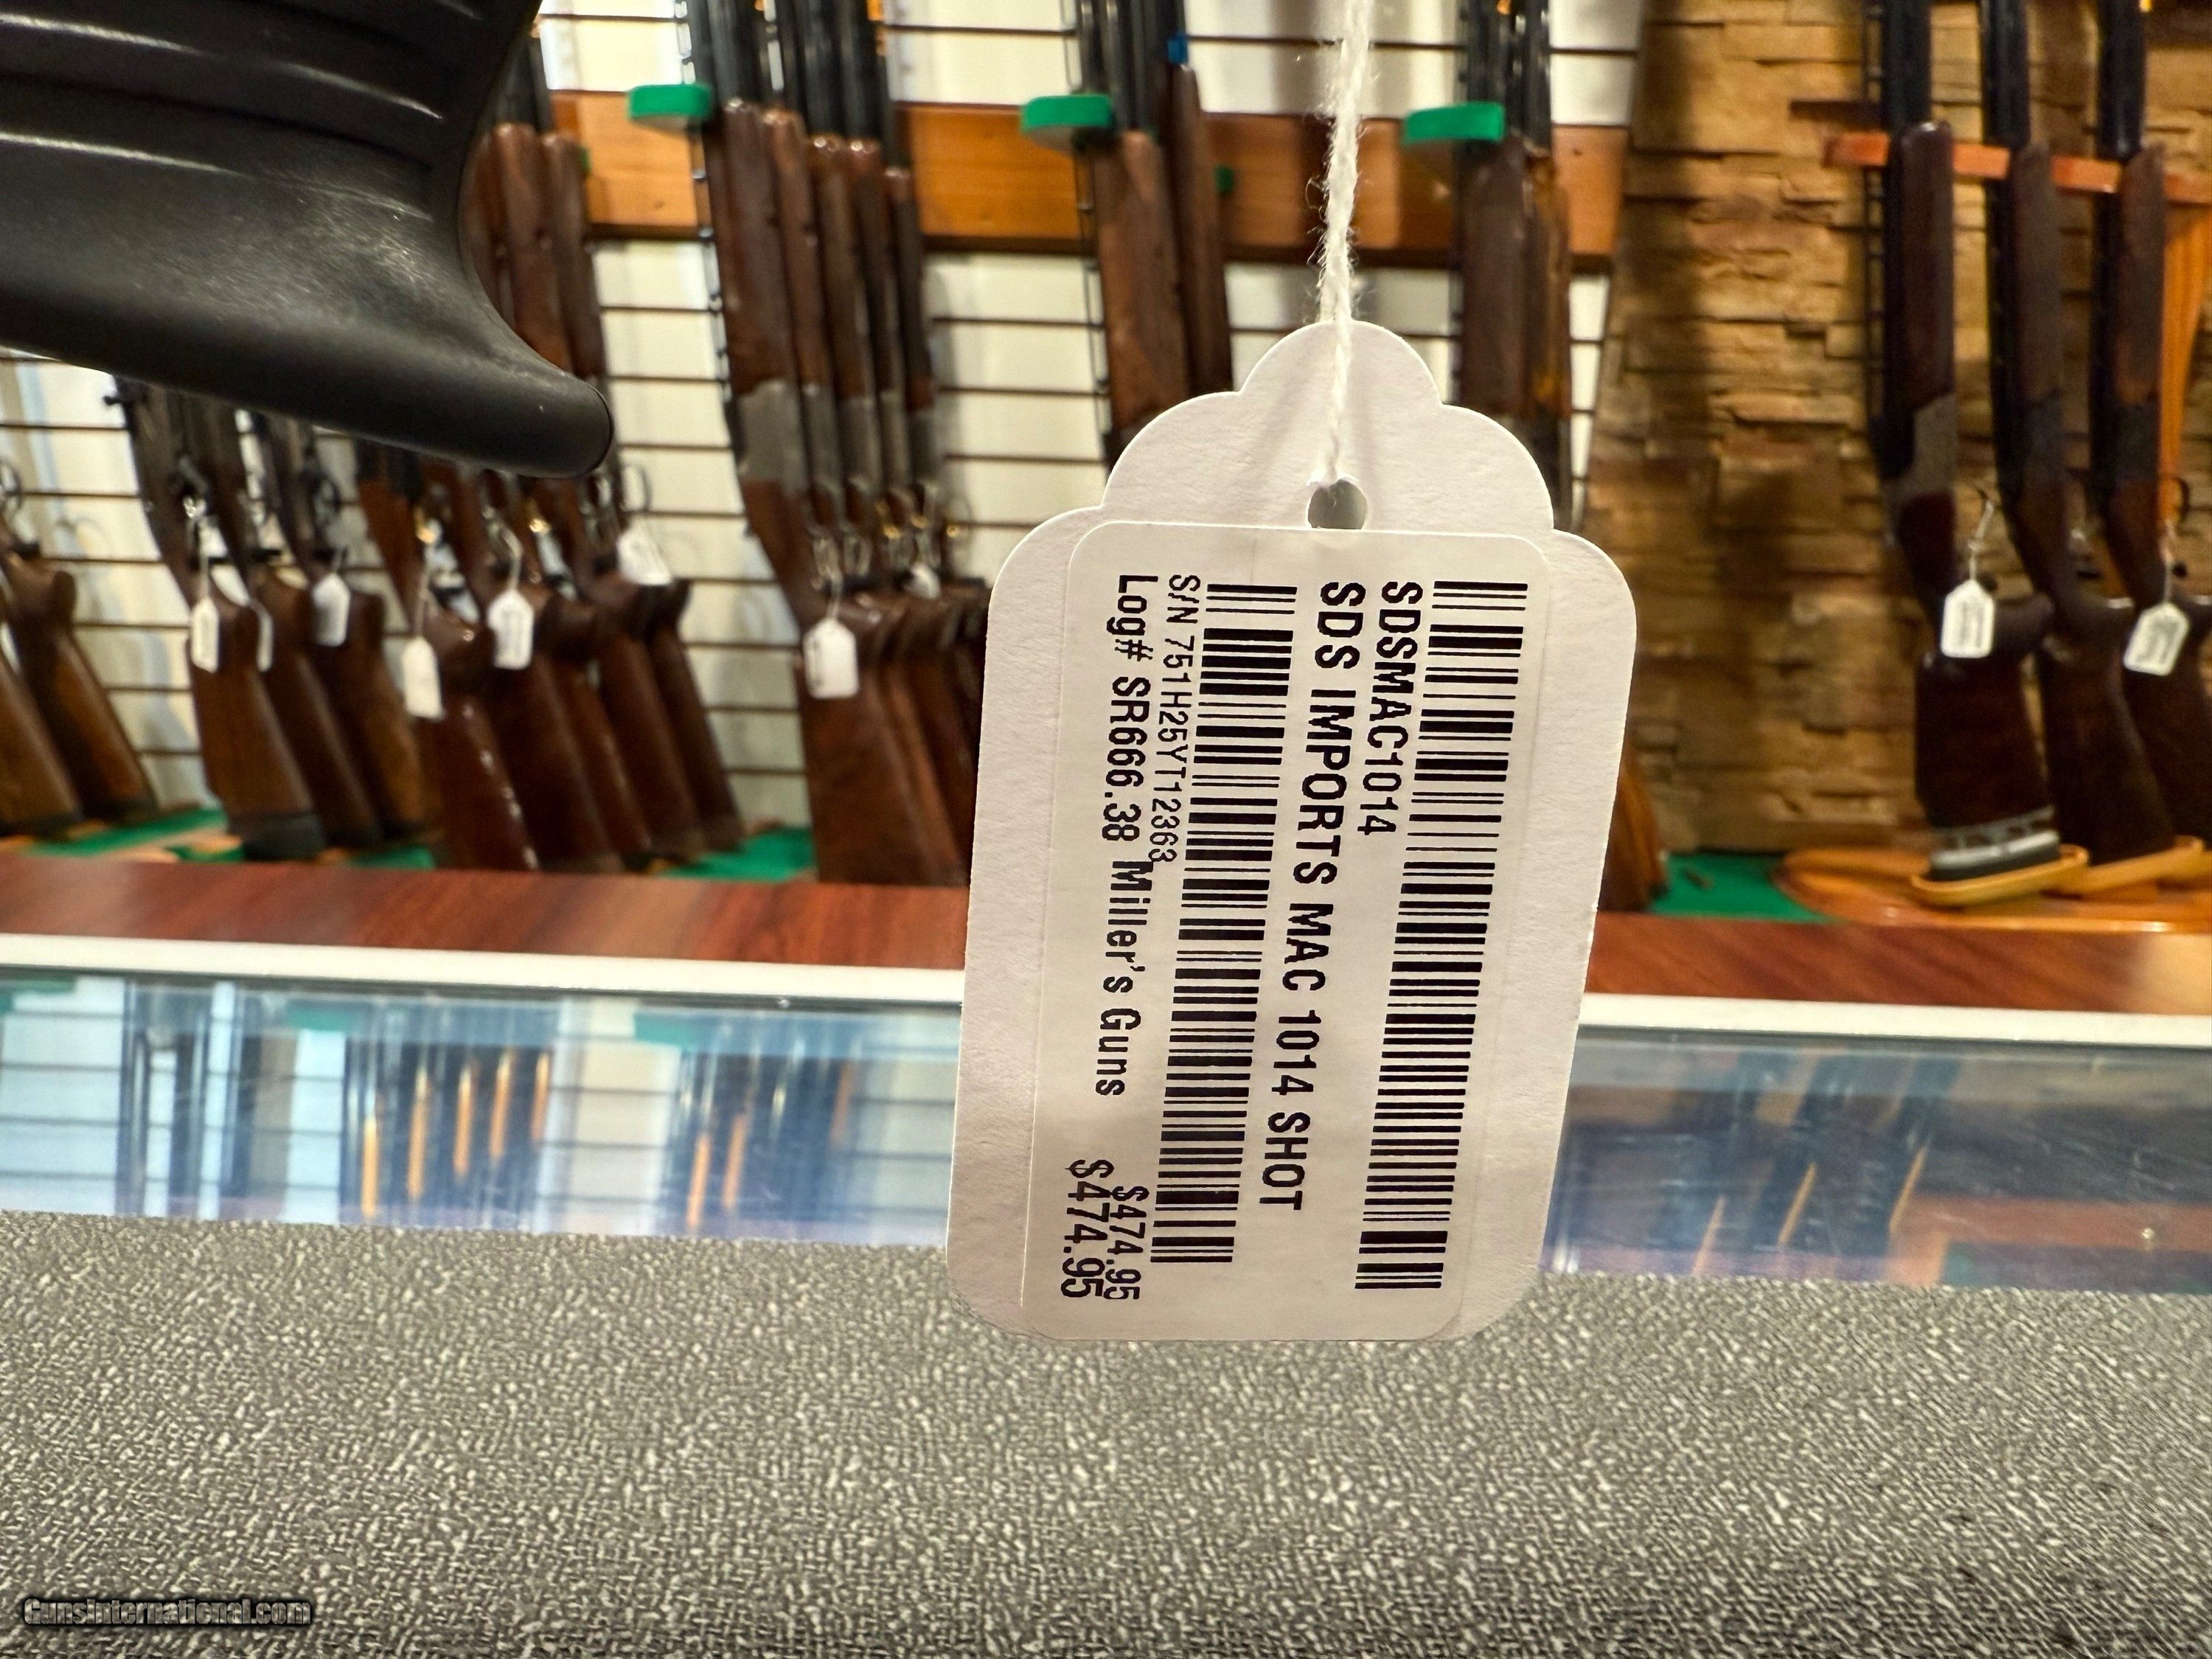 SDSMAC1014
SDS IMPORTS MAC 1014 SHOT
S/N 751H25YT12363
$474.95
Log# SR666.38 Miller's Guns
$474.95
GunsInternational.com